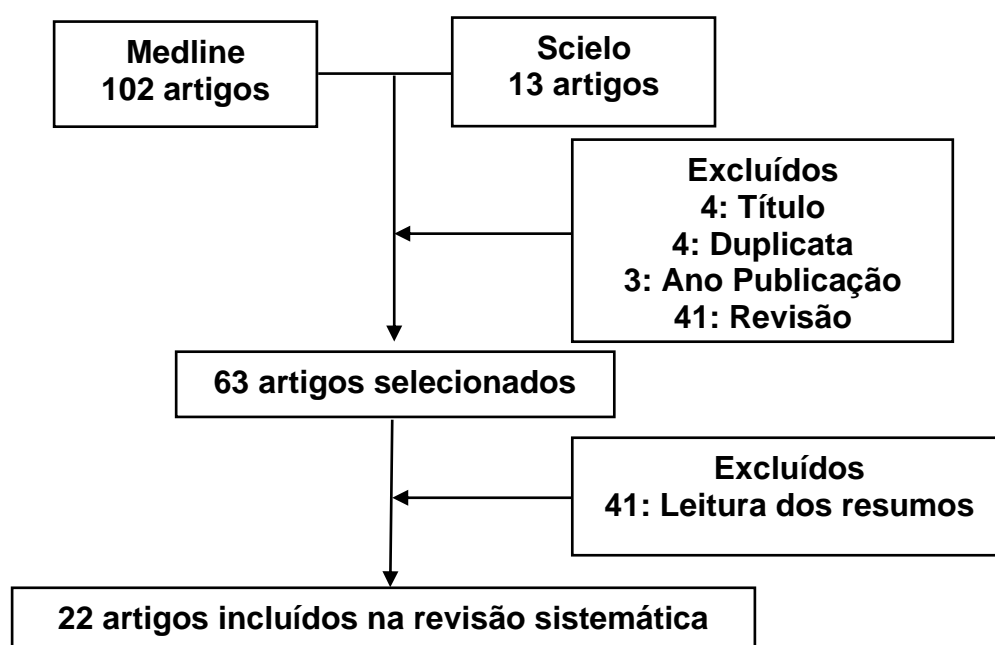 Medline
102 artigos
Scielo
13 artigos
Excluídos
4: Título
4: Duplicata
3: Ano Publicação
41: Revisão
63 artigos selecionados
Excluídos
41: Leitura dos resumos
22 artigos incluídos na revisão sistemática